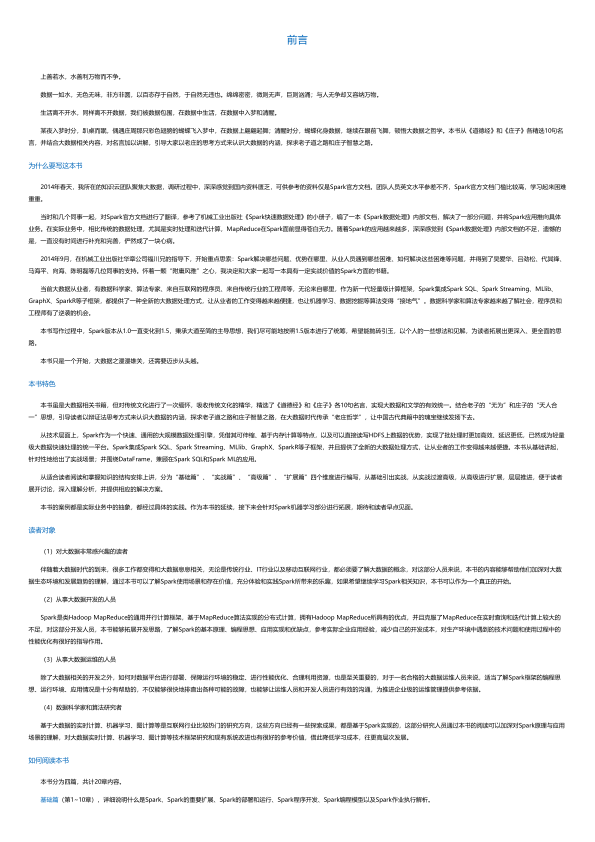 前言
上善若水，水善利万物而不争。
数据一如水，无色无味，非方非圆，以百态存于自然，于自然无违也。绵绵密密，微则无声，巨则汹涌；与人无争却又容纳万物。
生活离不开水，同样离不开数据，我们被数据包围，在数据中生活，在数据中入梦和清醒。
某夜入梦时分，趴桌而眠，偶遇庄周那只彩色翅膀的蝴蝶飞入梦中，在数据上翩翩起舞；清醒时分，蝴蝶化身数据，继续在眼前飞舞，顿悟大数据之哲学。本书从《道德经》和《庄子》各精选10句名
言，并结合大数据相关内容，对名言加以讲解，引导大家以老庄的思考方式来认识大数据的内涵，探求老子道之路和庄子智慧之路。
为什么要写这本书
2014年春天，我所在的知识云团队聚焦大数据，调研过程中，深深感觉到国内资料匮乏，可供参考的资料仅是Spark官方文档。团队人员英文水平参差不齐，Spark官方文档门槛比较高，学习起来困难
重重。
当时和几个同事一起，对Spark官方文档进行了翻译，参考了机械工业出版社《Spark快速数据处理》的小册子，编了一本《Spark数据处理》内部文档，解决了一部分问题，并将Spark应用推向具体
业务。在实际业务中，相比传统的数据处理，尤其是实时处理和迭代计算，MapReduce在Spark面前显得苍白无力。随着Spark的应用越来越多，深深感觉到《Spark数据处理》内部文档的不足，遗憾的
是，一直没有时间进行补充和完善，俨然成了一块心病。
2014年9月，在机械工业出版社华章公司福川兄的指导下，开始重点思索：Spark解决哪些问题，优势在哪里，从业人员遇到哪些困难，如何解决这些困难等问题，并得到了吴爱华、吕劲松、代其锋、
马海平、向海、陈明磊等几位同事的支持。怀着一颗“附庸风雅”之心，我决定和大家一起写一本具有一定实战价值的Spark方面的书籍。
当前大数据从业者，有数据科学家、算法专家、来自互联网的程序员、来自传统行业的工程师等，无论来自哪里，作为新一代轻量级计算框架，Spark集成Spark SQL、Spark Streaming、MLlib、
GraphX、SparkR等子框架，都提供了一种全新的大数据处理方式，让从业者的工作变得越来越便捷，也让机器学习、数据挖掘等算法变得“接地气”。数据科学家和算法专家越来越了解社会，程序员和
工程师有了逆袭的机会。
本书写作过程中，Spark版本从1.0一直变化到1.5，秉承大道至简的主导思想，我们尽可能地按照1.5版本进行了统筹，希望能抛砖引玉，以个人的一些想法和见解，为读者拓展出更深入、更全面的思
路。
本书只是一个开始，大数据之漫漫雄关，还需要迈步从头越。
本书特色
本书虽是大数据相关书籍，但对传统文化进行了一次缅怀，吸收传统文化的精华，精选了《道德经》和《庄子》各10句名言，实现大数据和文学的有效统一。结合老子的“无为”和庄子的“天人合
一”思想，引导读者以辩证法思考方式来认识大数据的内涵，探求老子道之路和庄子智慧之路，在大数据时代传承“老庄哲学”，让中国古代典籍中的瑰宝继续发扬下去。
从技术层面上，Spark作为一个快速、通用的大规模数据处理引擎，凭借其可伸缩、基于内存计算等特点，以及可以直接读写HDFS上数据的优势，实现了批处理时更加高效、延迟更低，已然成为轻量
级大数据快速处理的统一平台。Spark集成Spark SQL、Spark Streaming、MLlib、GraphX、SparkR等子框架，并且提供了全新的大数据处理方式，让从业者的工作变得越来越便捷。本书从基础讲起，
针对性地给出了实战场景；并围绕DataFrame，兼顾在Spark SQL和Spark ML的应用。
从适合读者阅读和掌握知识的结构安排上讲，分为“基础篇”、“实战篇”、“高级篇”、“扩展篇”四个维度进行编写，从基础引出实战，从实战过渡高级，从高级进行扩展，层层推进，便于读者
展开讨论，深入理解分析，并提供相应的解决方案。
本书的案例都是实际业务中的抽象，都经过具体的实践。作为本书的延续，接下来会针对Spark机器学习部分进行拓展，期待和读者早点见面。
读者对象
（1）对大数据非常感兴趣的读者
伴随着大数据时代的到来，很多工作都变得和大数据息息相关，无论是传统行业、IT行业以及移动互联网行业，都必须要了解大数据的概念，对这部分人员来说，本书的内容能够帮助他们加深对大数
据生态环境和发展趋势的理解，通过本书可以了解Spark使用场景和存在价值，充分体验和实践Spark所带来的乐趣，如果希望继续学习Spark相关知识，本书可以作为一个真正的开始。
（2）从事大数据开发的人员
Spark是类Hadoop MapReduce的通用并行计算框架，基于MapReduce算法实现的分布式计算，拥有Hadoop MapReduce所具有的优点，并且克服了MapReduce在实时查询和迭代计算上较大的
不足，对这部分开发人员，本书能够拓展开发思路，了解Spark的基本原理、编程思想、应用实现和优缺点，参考实际企业应用经验，减少自己的开发成本，对生产环境中遇到的技术问题和使用过程中的
性能优化有很好的指导作用。
（3）从事大数据运维的人员
除了大数据相关的开发之外，如何对数据平台进行部署，保障运行环境的稳定，进行性能优化、合理利用资源，也是至关重要的，对于一名合格的大数据运维人员来说，适当了解Spark框架的编程思
想、运行环境、应用情况是十分有帮助的，不仅能够很快地排查出各种可能的故障，也能够让运维人员和开发人员进行有效的沟通，为推进企业级的运维管理提供参考依据。
（4）数据科学家和算法研究者
基于大数据的实时计算、机器学习、图计算等是互联网行业比较热门的研究方向，这些方向已经有一些探索成果，都是基于Spark实现的，这部分研究人员通过本书的阅读可以加深对Spark原理与应用
场景的理解，对大数据实时计算、机器学习、图计算等技术框架研究和现有系统改进也有很好的参考价值，借此降低学习成本，往更高层次发展。
如何阅读本书
本书分为四篇，共计20章内容。
基础篇（第1~10章），详细说明什么是Spark、Spark的重要扩展、Spark的部署和运行、Spark程序开发、Spark编程模型以及Spark作业执行解析。